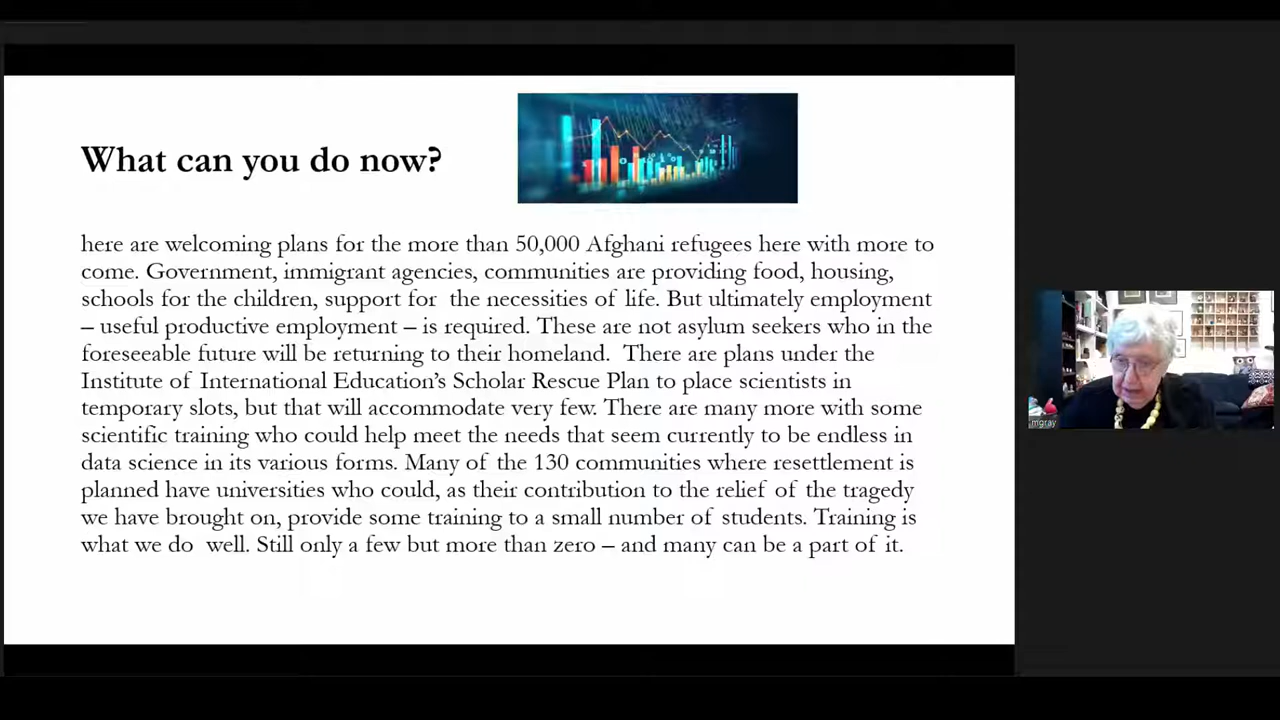 What can you do now?
here are welcoming plans for the more than 50,000 Afghani refugees here with more to
come. Government, immigrant agencies, communities are providing food, housing,
schools for the children, support for  the necessities of life. But ultimately employment
– useful productive employment – is required. These are not asylum seekers who in the
foreseeable future will be returning to their homeland.  There are plans under the
Institute of International Education’s Scholar Rescue Plan to place scientists in
temporary slots, but that will accommodate very few. There are many more with some
scientific training who could help meet the needs that seem currently to be endless in
data science in its various forms. Many of the 130 communities where resettlement is
planned have universities who could, as their contribution to the relief of the tragedy
we have brought on, provide some training to a small number of students. Training is
what we do  well. Still only a few but more than zero – and many can be a part of it.
mgray